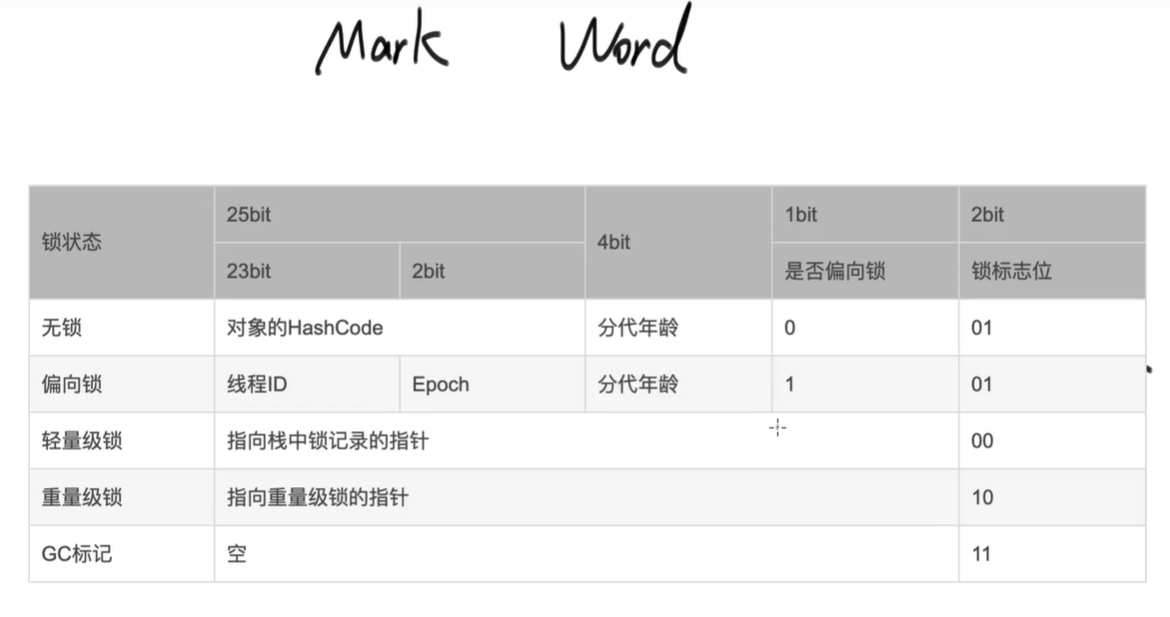 Mark Word
锁状态 25bit 4bit 1bit 2bit
23bit 2bit 是否偏向锁 锁标志位
无锁 对象的HashCode 分代年龄 0 01
偏向锁 线程ID Epoch 分代年龄 1 01
轻量级锁 指向栈中锁记录的指针 00
重量级锁 指向重量级锁的指针 10
GC标记 空 11